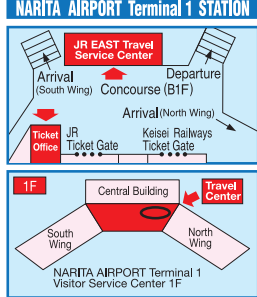 NARITA AIRPORT Terminal 1 STATION
JR EAST Travel
Service Center
Arrival
(South Wing)
Departure
Concourse (B1F)
Arrival (North Wing)
Ticket
Office
JR
Ticket Gate
Keisei Railways
Ticket Gate
1F
Central Building
Travel
Center
South
Wing
North
Wing
NARITA AIRPORT Terminal 1
Visitor Service Center 1F